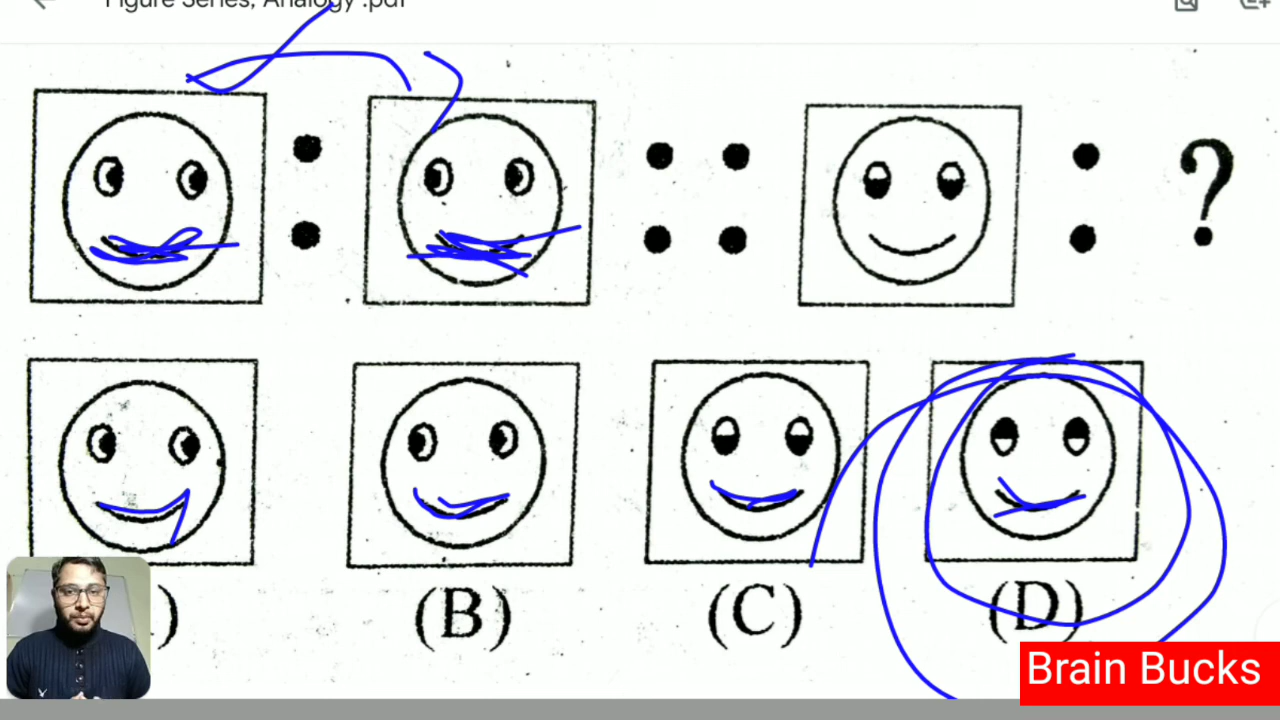 Figure Series, Analogy .pdf
?
(B)
(C)
(D)
Brain Bucks